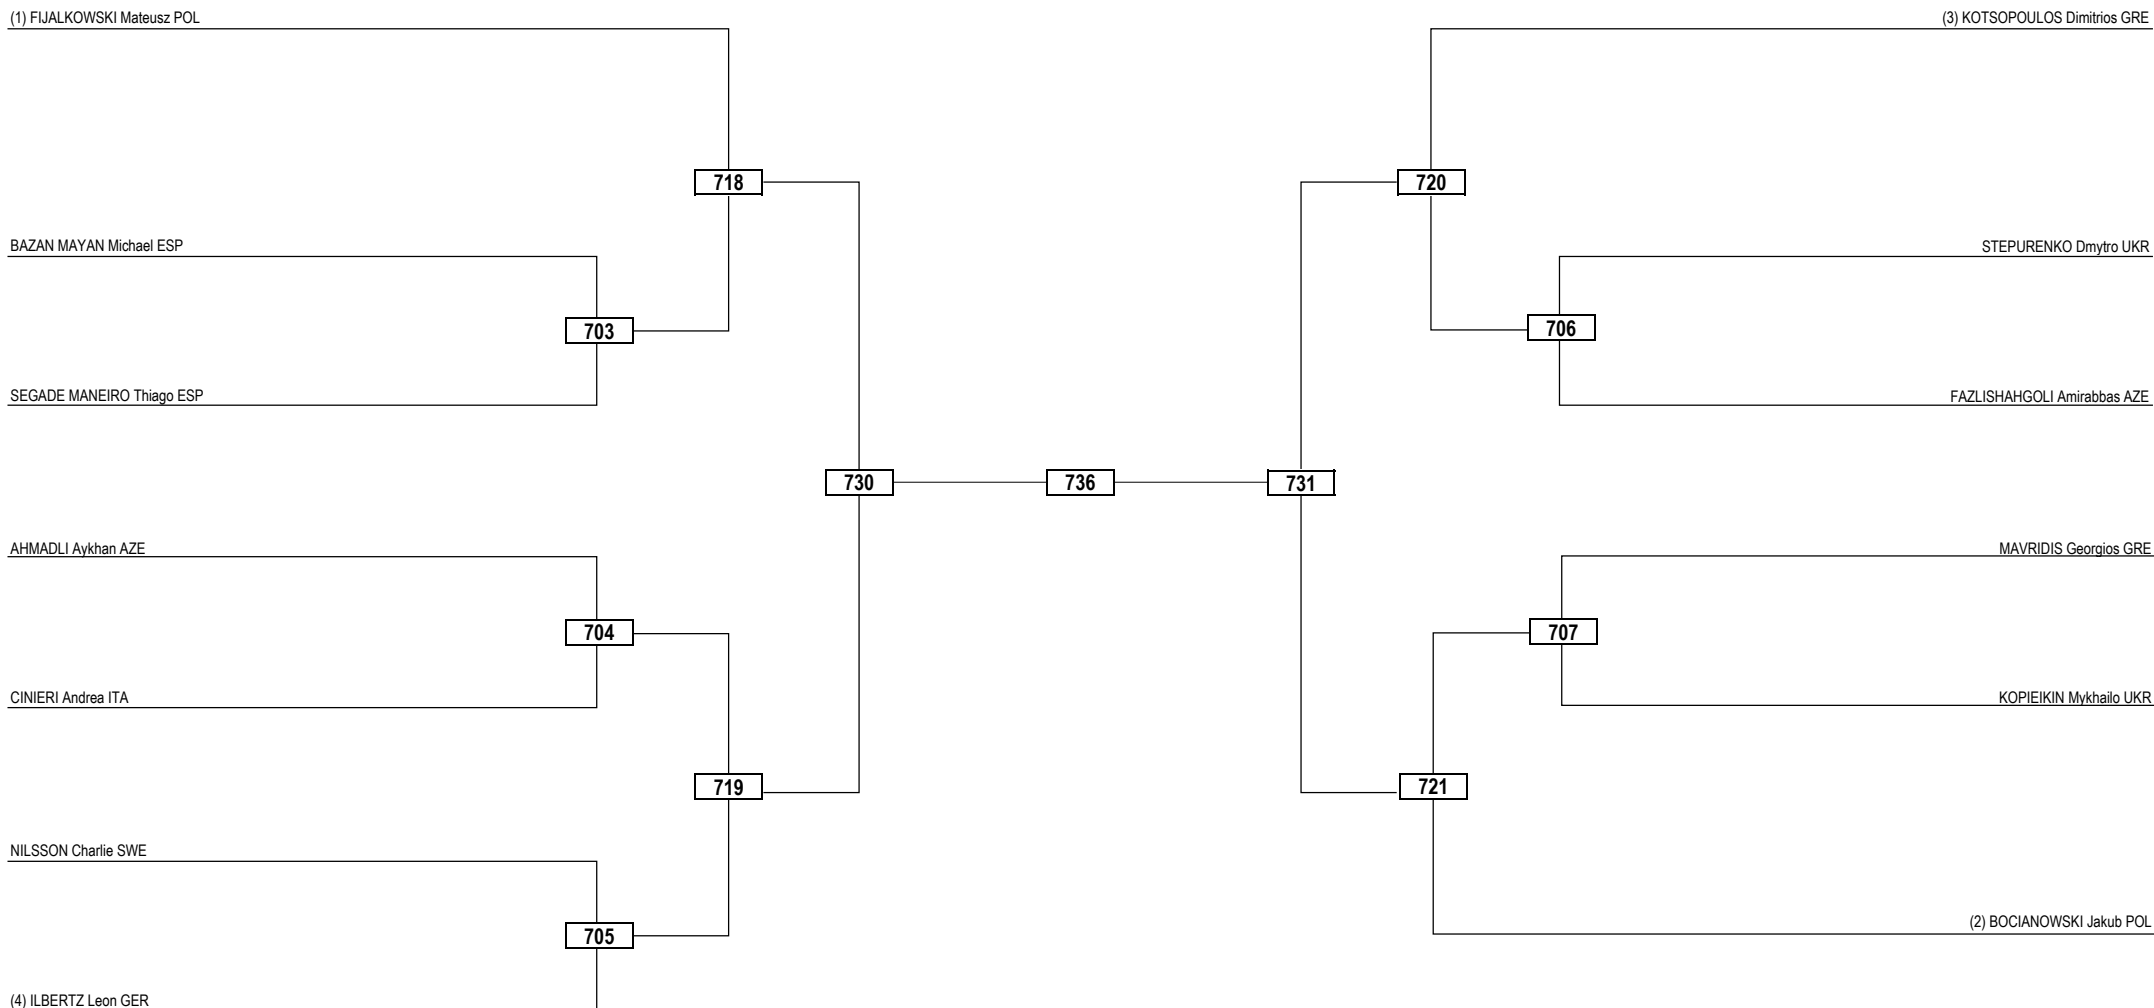 (1) FIJALKOWSKI Mateusz POL
(3) KOTSOPOULOS Dimitrios GRE
718
720
BAZAN MAYAN Michael ESP
STEPURENKO Dmytro UKR
703
706
SEGADE MANEIRO Thiago ESP
FAZLISHAHGOLI Amirabbas AZE
730
736
731
AHMADLI Aykhan AZE
MAVRIDIS Georgios GRE
704
707
CINIERI Andrea ITA
KOPIEIKIN Mykhailo UKR
719
721
NILSSON Charlie SWE
(2) BOCIANOWSKI Jakub POL
705
(4) ILBERTZ Leon GER